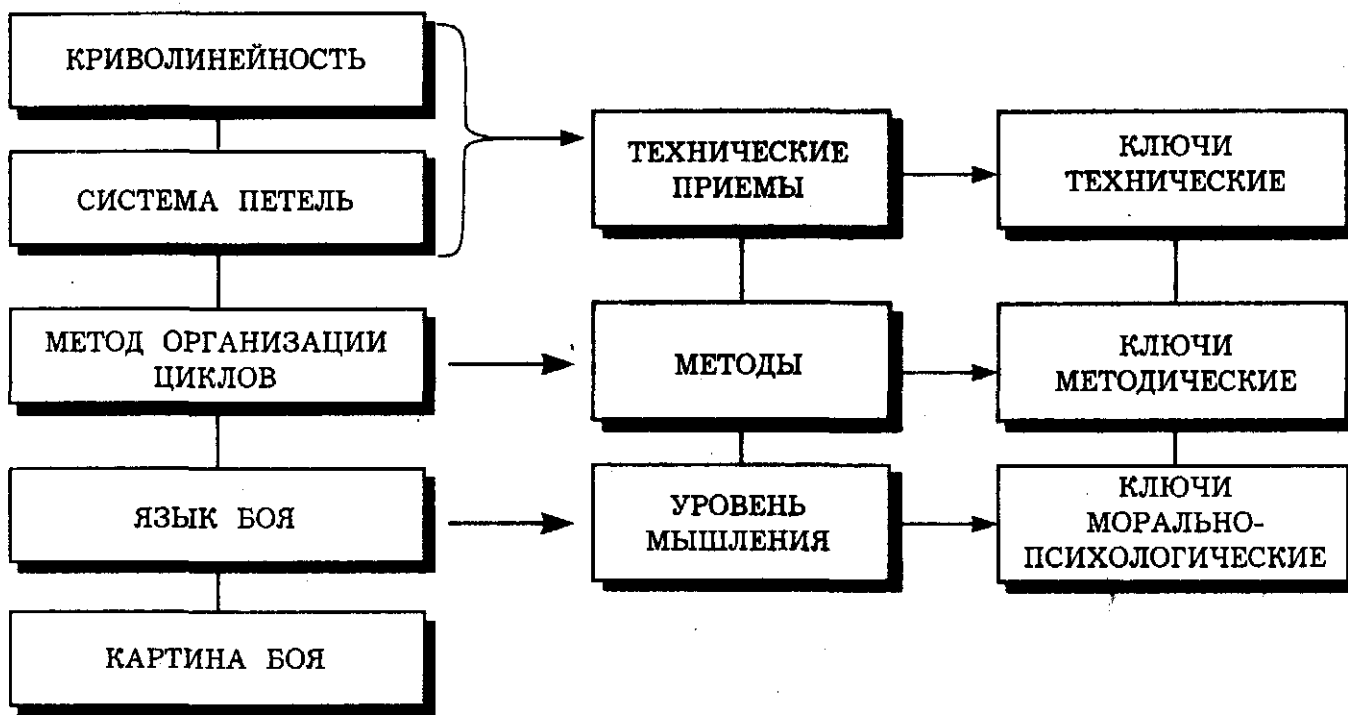 КРИВОЛИНЕЙНОСТЬ
СИСТЕМА ПЕТЕЛЬ
МЕТОД ОРГАНИЗАЦИИ
ЦИКЛОВ
ЯЗЫК БОЯ
КАРТИНА БОЯ
ТЕХНИЧЕСКИЕ
ПРИЕМЫ
МЕТОДЫ
УРОВЕНЬ
МЫШЛЕНИЯ
КЛЮЧИ
ТЕХНИЧЕСКИЕ
КЛЮЧИ
МЕТОДИЧЕСКИЕ
КЛЮЧИ
МОРАЛЬНО-
ПСИХОЛОГИЧЕСКИЕ